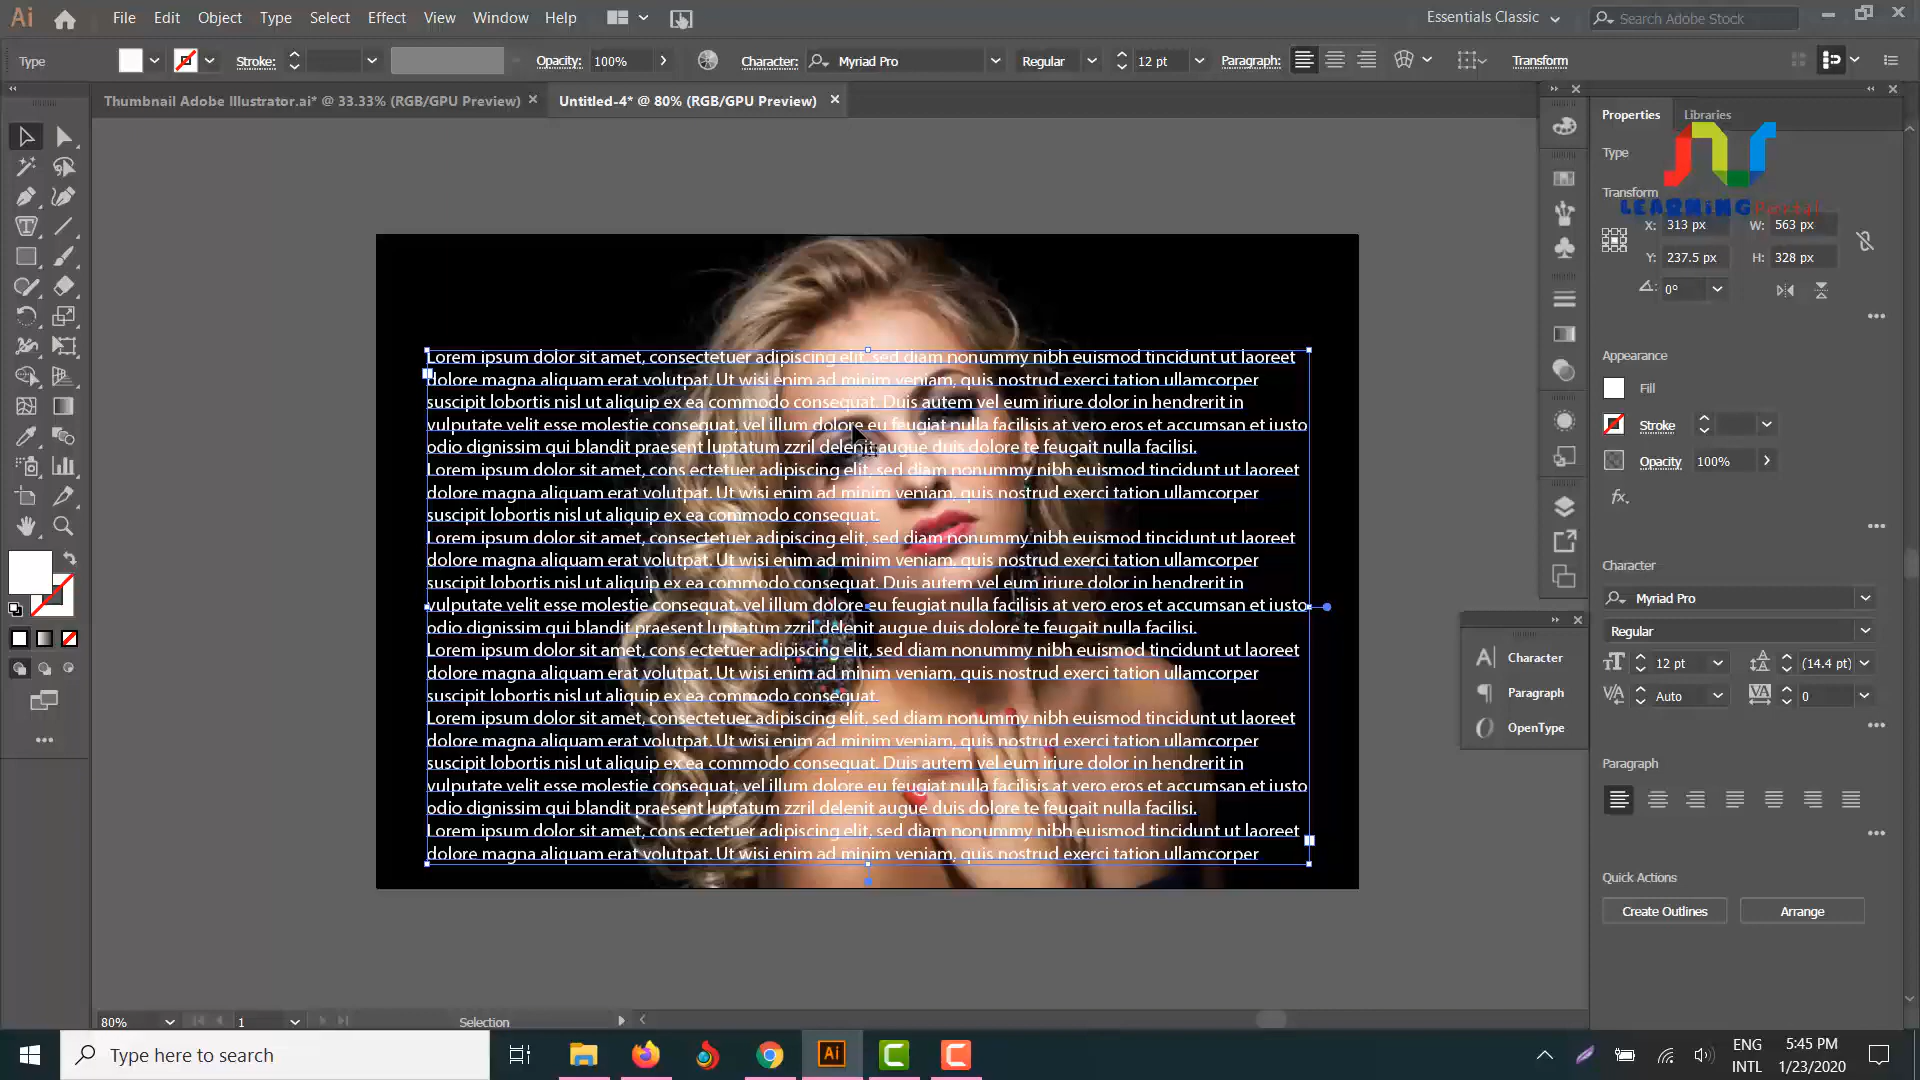 Ai File Edit Object Type Select Effect View Window Help Essentials Classic Search Adobe Stock
Type Stroke: Opacity: 100% Character: Myriad Pro Regular 12 pt Paragraph: Transform
Thumbnail Adobe Illustrator.ai* @ 33.33% (RGB/GPU Preview) Untitled-4* @ 80% (RGB/GPU Preview)
Properties Libraries
Type
Transform
LEARNiNG Portal
X: 313 px W: 563 px
Y: 237.5 px H: 328 px
0°
Appearance
Fill
Stroke
Opacity 100%
fx.
Character
Myriad Pro
Regular
12 pt (14.4 pt)
Auto 0
Paragraph
Quick Actions
Create Outlines Arrange
Character
Paragraph
OpenType
Lorem ipsum dolor sit amet, consectetuer adipiscing elit, sed diam nonummy nibh euismod tincidunt ut laoreet
dolore magna aliquam erat volutpat. Ut wisi enim ad minim veniam, quis nostrud exerci tation ullamcorper
suscipit lobortis nisl ut aliquip ex ea commodo consequat. Duis autem vel eum iriure dolor in hendrerit in
vulputate velit esse molestie consequat, vel illum dolore eu feugiat nulla facilisis at vero eros et accumsan et iusto
odio dignissim qui blandit praesent luptatum zzril delenit augue duis dolore te feugait nulla facilisi.
Lorem ipsum dolor sit amet, cons ectetuer adipiscing elit, sed diam nonummy nibh euismod tincidunt ut laoreet
dolore magna aliquam erat volutpat. Ut wisi enim ad minim veniam, quis nostrud exerci tation ullamcorper
suscipit lobortis nisl ut aliquip ex ea commodo consequat.
Lorem ipsum dolor sit amet, consectetuer adipiscing elit, sed diam nonummy nibh euismod tincidunt ut laoreet
dolore magna aliquam erat volutpat. Ut wisi enim ad minim veniam, quis nostrud exerci tation ullamcorper
suscipit lobortis nisl ut aliquip ex ea commodo consequat. Duis autem vel eum iriure dolor in hendrerit in
vulputate velit esse molestie consequat, vel illum dolore eu feugiat nulla facilisis at vero eros et accumsan et iusto
odio dignissim qui blandit praesent luptatum zzril delenit augue duis dolore te feugait nulla facilisi.
Lorem ipsum dolor sit amet, cons ectetuer adipiscing elit, sed diam nonummy nibh euismod tincidunt ut laoreet
dolore magna aliquam erat volutpat. Ut wisi enim ad minim veniam, quis nostrud exerci tation ullamcorper
suscipit lobortis nisl ut aliquip ex ea commodo consequat.
Lorem ipsum dolor sit amet, consectetuer adipiscing elit, sed diam nonummy nibh euismod tincidunt ut laoreet
dolore magna aliquam erat volutpat. Ut wisi enim ad minim veniam, quis nostrud exerci tation ullamcorper
suscipit lobortis nisl ut aliquip ex ea commodo consequat. Duis autem vel eum iriure dolor in hendrerit in
vulputate velit esse molestie consequat, vel illum dolore eu feugiat nulla facilisis at vero eros et accumsan et iusto
odio dignissim qui blandit praesent luptatum zzril delenit augue duis dolore te feugait nulla facilisi.
Lorem ipsum dolor sit amet, cons ectetuer adipiscing elit, sed diam nonummy nibh euismod tincidunt ut laoreet
dolore magna aliquam erat volutpat. Ut wisi enim ad minim veniam, quis nostrud exerci tation ullamcorper
80% 1 Selection
Type here to search Ai ENG 5:45 PM
INTL 1/23/2020